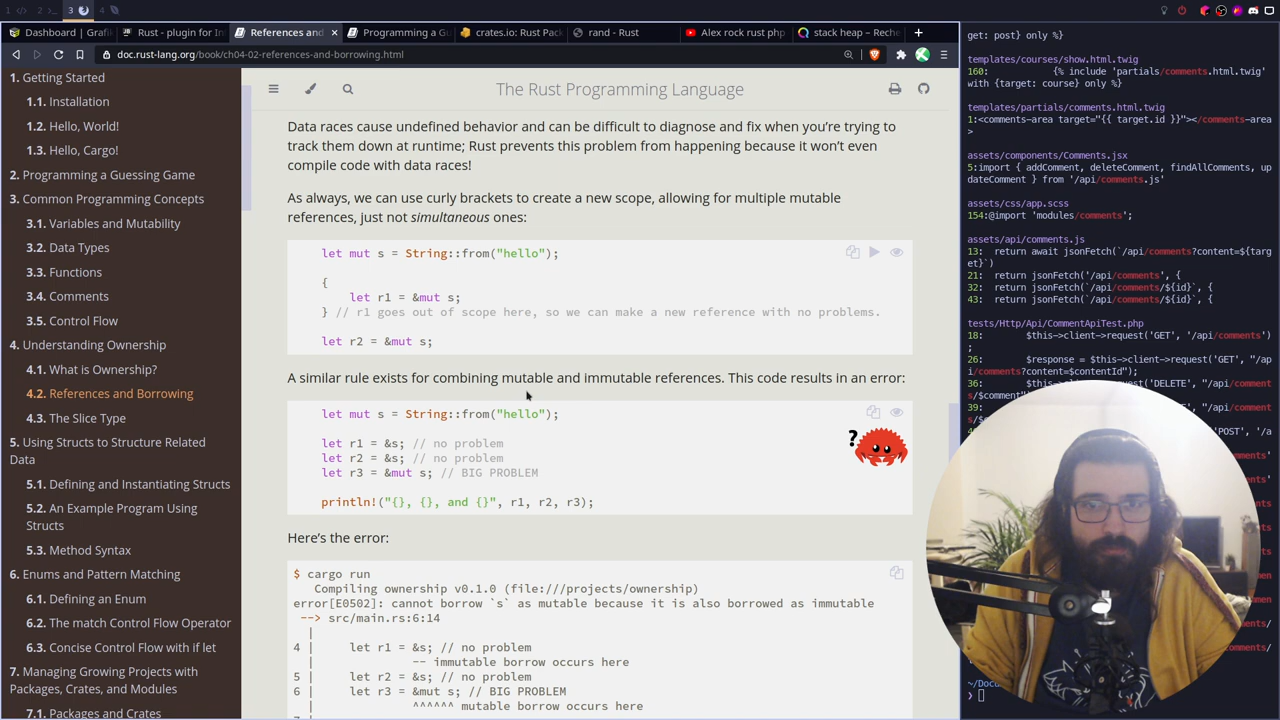 1 2 3 4
Dashboard | Grafi
Rust - plugin for In
References and
Programming a Gu
crates.io: Rust Pack
rand - Rust
Alex rock rust php
stack heap – Reche
doc.rust-lang.org/book/ch04-02-references-and-borrowing.html
1. Getting Started
1.1. Installation
1.2. Hello, World!
1.3. Hello, Cargo!
2. Programming a Guessing Game
3. Common Programming Concepts
3.1. Variables and Mutability
3.2. Data Types
3.3. Functions
3.4. Comments
3.5. Control Flow
4. Understanding Ownership
4.1. What is Ownership?
4.2. References and Borrowing
4.3. The Slice Type
5. Using Structs to Structure Related
Data
5.1. Defining and Instantiating Structs
5.2. An Example Program Using
Structs
5.3. Method Syntax
6. Enums and Pattern Matching
6.1. Defining an Enum
6.2. The match Control Flow Operator
6.3. Concise Control Flow with if let
7. Managing Growing Projects with
Packages, Crates, and Modules
7.1. Packages and Crates
The Rust Programming Language
Data races cause undefined behavior and can be difficult to diagnose and fix when you’re trying to
track them down at runtime; Rust prevents this problem from happening because it won’t even
compile code with data races!
As always, we can use curly brackets to create a new scope, allowing for multiple mutable
references, just not simultaneous ones:
let mut s = String::from("hello");
{
let r1 = &mut s;
} // r1 goes out of scope here, so we can make a new reference with no problems.
let r2 = &mut s;
A similar rule exists for combining mutable and immutable references. This code results in an error:
let mut s = String::from("hello");
let r1 = &s; // no problem
let r2 = &s; // no problem
let r3 = &mut s; // BIG PROBLEM
println!("{}, {}, and {}", r1, r2, r3);
?
Here’s the error:
$ cargo run
Compiling ownership v0.1.0 (file:///projects/ownership)
error[E0502]: cannot borrow `s` as mutable because it is also borrowed as immutable
--> src/main.rs:6:14
|
4 | let r1 = &s; // no problem
| -- immutable borrow occurs here
5 | let r2 = &s; // no problem
6 | let r3 = &mut s; // BIG PROBLEM
| ^^^^^^ mutable borrow occurs here
get: post} only %}
templates/courses/show.html.twig
160: {% include 'partials/comments.html.twig'
with {target: course} only %}
templates/partials/comments.html.twig
1:<comments-area target="{{ target.id }}"></comments-area
>
assets/components/Comments.jsx
5:import { addComment, deleteComment, findAllComments, up
dateComment } from '/api/comments.js'
assets/css/app.scss
154:@import 'modules/comments';
assets/api/comments.js
13: return await jsonFetch(`/api/comments?content=${targ
et}`)
21: return jsonFetch('/api/comments', {
32: return jsonFetch(`/api/comments/${id}`, {
43: return jsonFetch(`/api/comments/${id}`, {
tests/Http/Api/CommentApiTest.php
18: $this->client->request('GET', '/api/comments')
;
26: $response = $this->client->request('GET', "/ap
i/comments?content=$contentId");
36: $this->client->request('DELETE', "/api/comment
s/$comment
39:
s/$
4 'POST', '/a
~/Docu
❯